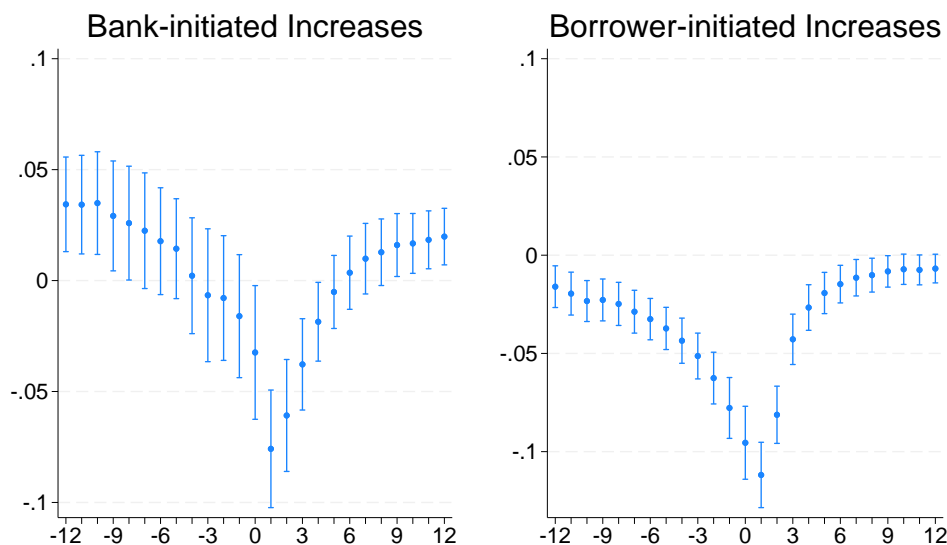 Bank-initiated Increases
.1
.05
0
-.05
-.1
-12 -9 -6 -3 0 3 6 9 12
Borrower-initiated Increases
.1
.05
0
-.05
-.1
-12 -9 -6 -3 0 3 6 9 12